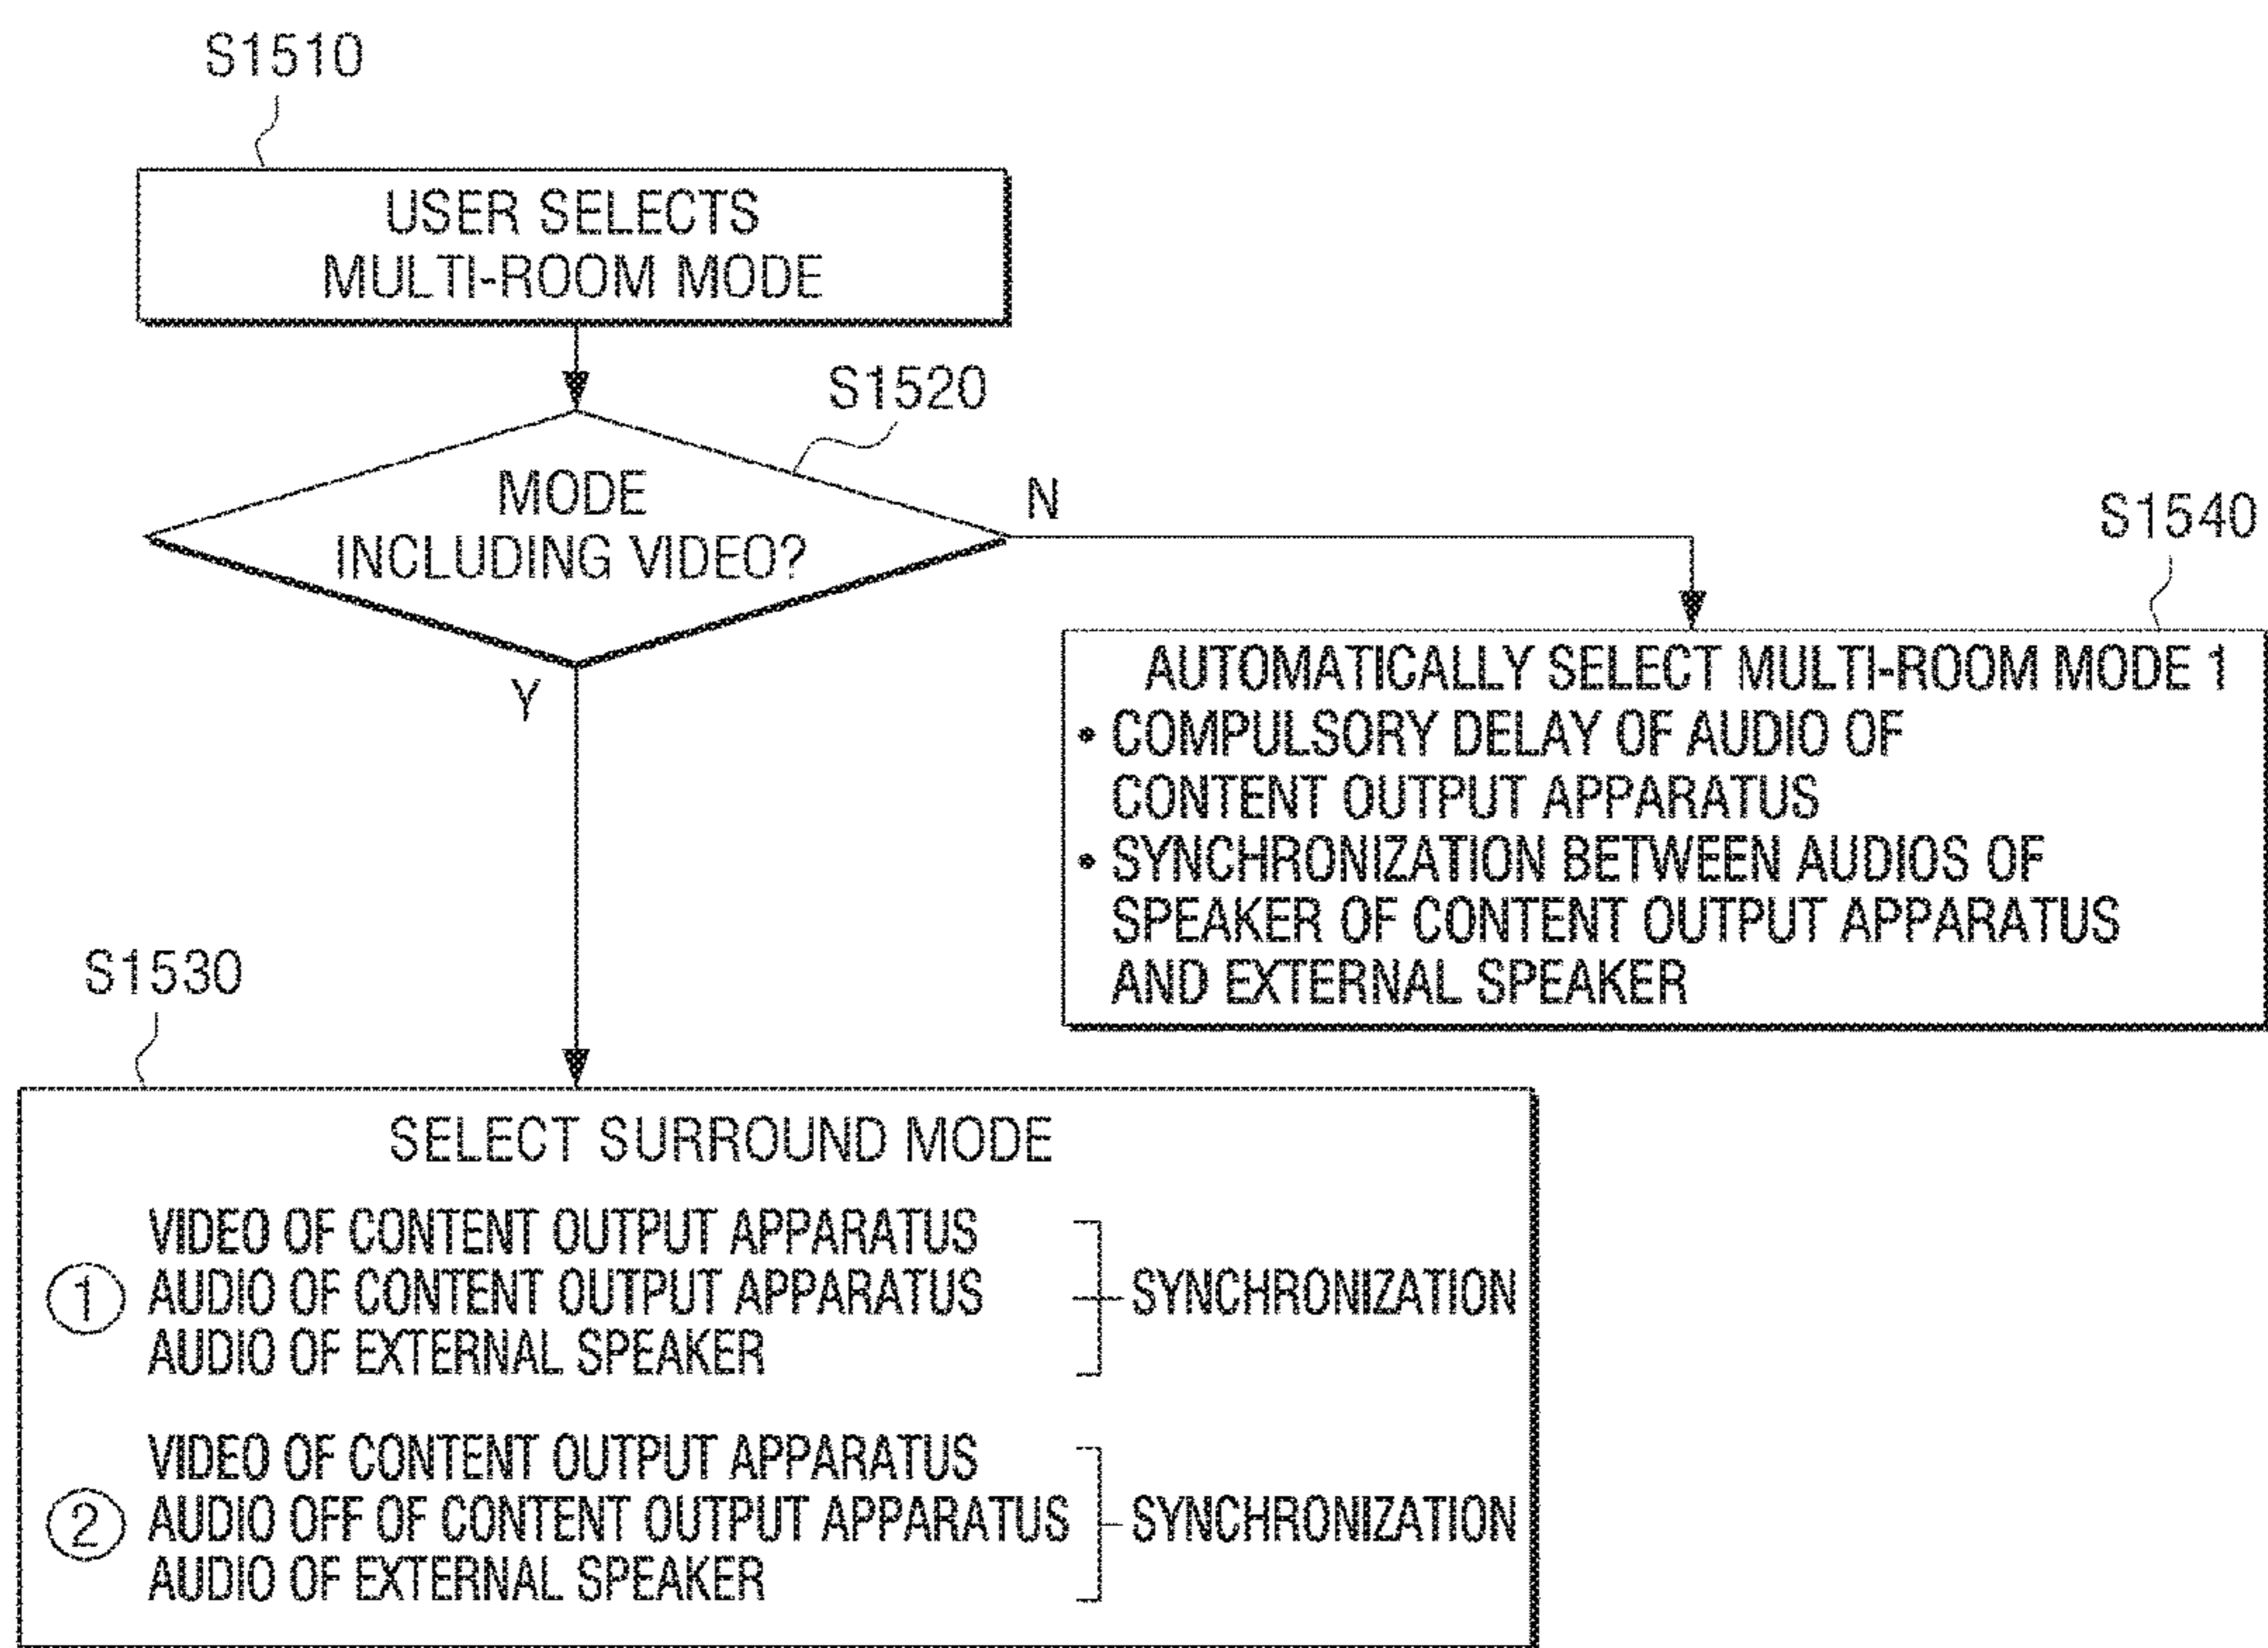 S1510
USER SELECTS
MULTI-ROOM MODE
S1520
MODE
INCLUDING VIDEO?
N
Y
S1540
AUTOMATICALLY SELECT MULTI-ROOM MODE 1
• COMPULSORY DELAY OF AUDIO OF
CONTENT OUTPUT APPARATUS
• SYNCHRONIZATION BETWEEN AUDIOS OF
SPEAKER OF CONTENT OUTPUT APPARATUS
AND EXTERNAL SPEAKER
S1530
SELECT SURROUND MODE
VIDEO OF CONTENT OUTPUT APPARATUS
① AUDIO OF CONTENT OUTPUT APPARATUS SYNCHRONIZATION
AUDIO OF EXTERNAL SPEAKER
VIDEO OF CONTENT OUTPUT APPARATUS
② AUDIO OFF OF CONTENT OUTPUT APPARATUS SYNCHRONIZATION
AUDIO OF EXTERNAL SPEAKER